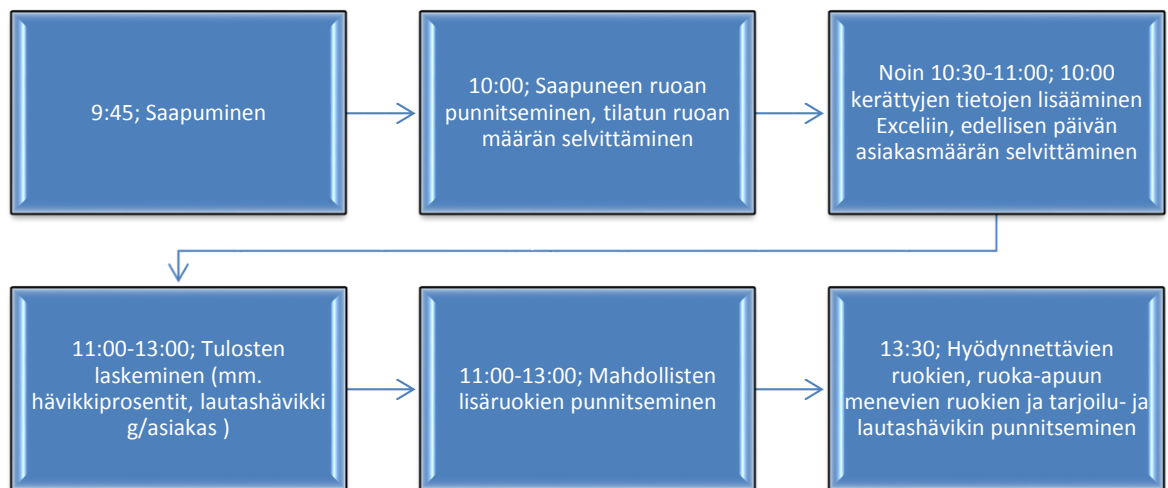 9:45; Saapuminen
10:00; Saapuneen ruoan
punnitseminen, tilatun ruoan
määrän selvittäminen
Noin 10:30-11:00; 10:00
kerättyjen tietojen lisääminen
Exceliin, edellisen päivän
asiakasmäärän selvittäminen
11:00-13:00; Tulosten
laskeminen (mm.
hävikkiprosentit, lautashävikki
g/asiakas )
11:00-13:00; Mahdollisten
lisäruokien punnitseminen
13:30; Hyödynnettävien
ruokien, ruoka-apuun
menevien ruokien ja tarjoilu- ja
lautashävikin punnitseminen